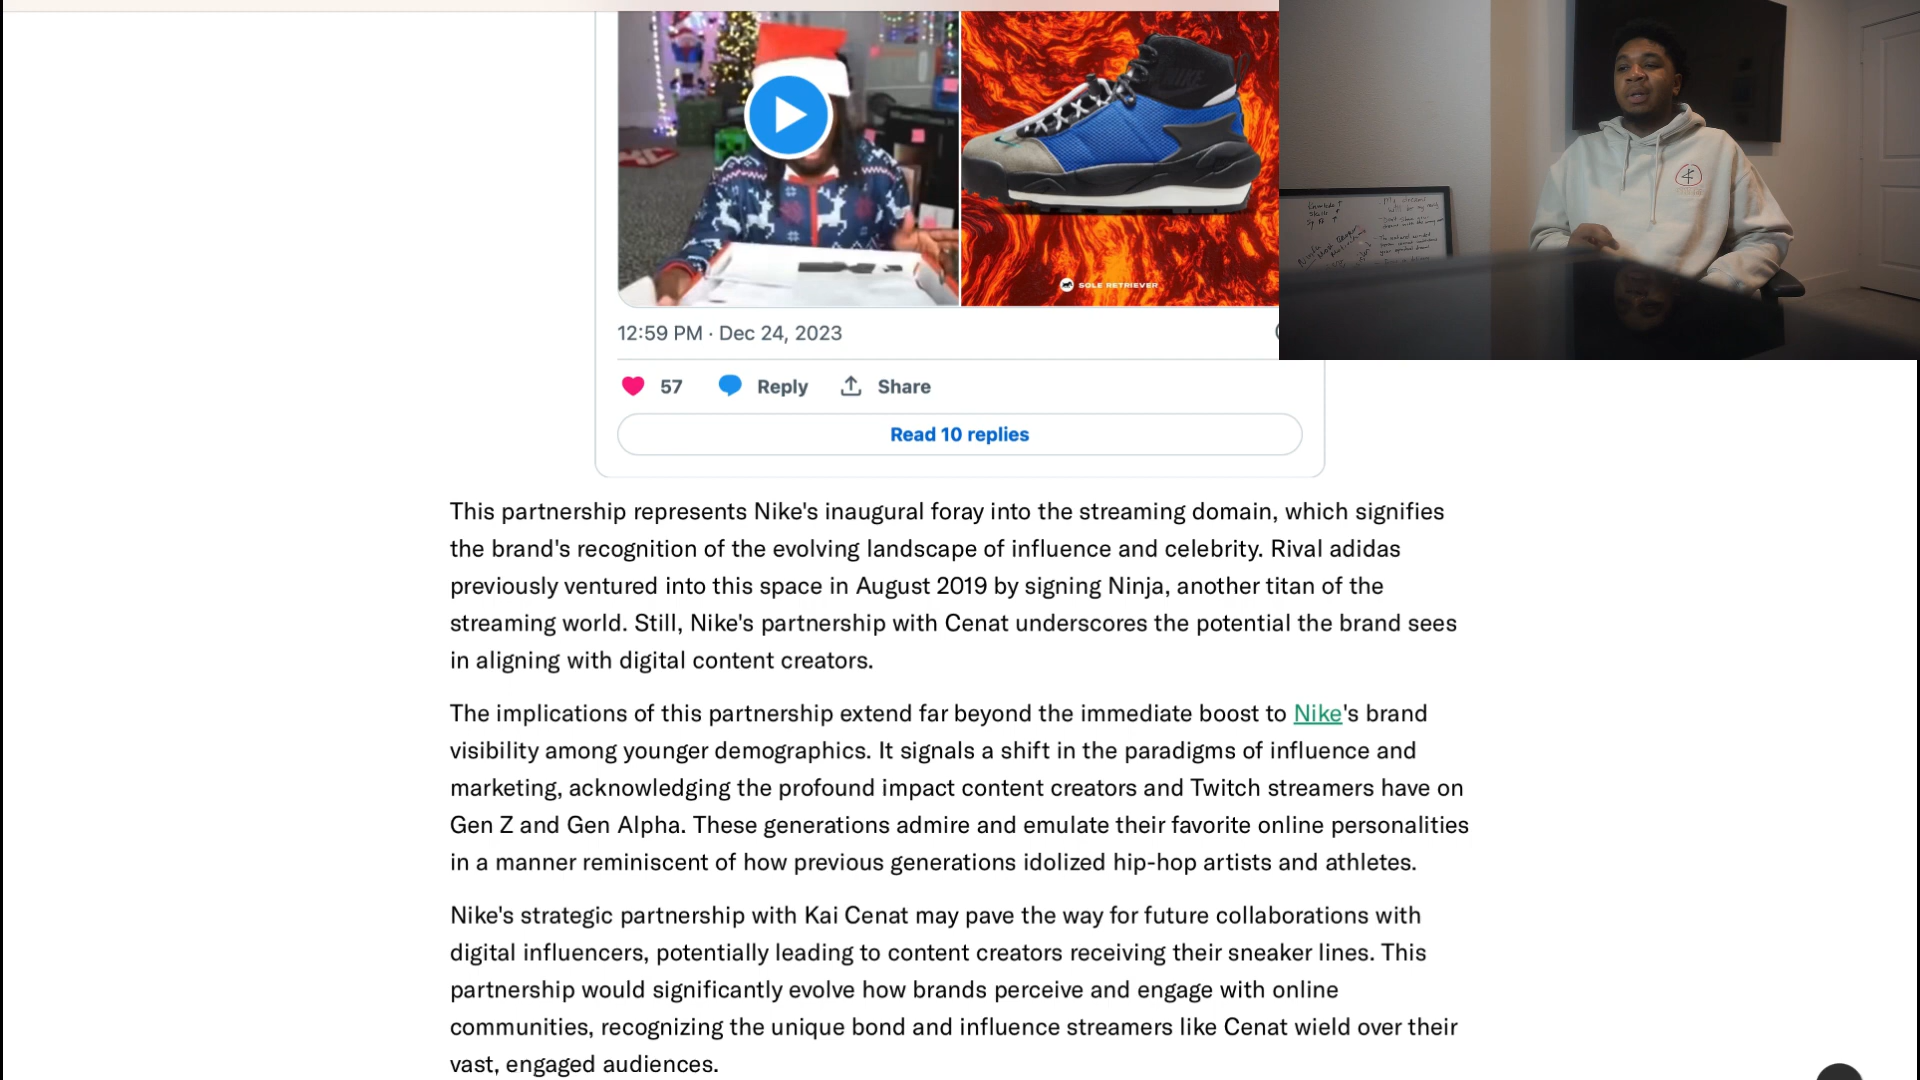 NIKE
SOLE RETRIEVER
12:59 PM · Dec 24, 2023
57 Reply Share
Read 10 replies
This partnership represents Nike's inaugural foray into the streaming domain, which signifies
the brand's recognition of the evolving landscape of influence and celebrity. Rival adidas
previously ventured into this space in August 2019 by signing Ninja, another titan of the
streaming world. Still, Nike's partnership with Cenat underscores the potential the brand sees
in aligning with digital content creators.
The implications of this partnership extend far beyond the immediate boost to Nike's brand
visibility among younger demographics. It signals a shift in the paradigms of influence and
marketing, acknowledging the profound impact content creators and Twitch streamers have on
Gen Z and Gen Alpha. These generations admire and emulate their favorite online personalities
in a manner reminiscent of how previous generations idolized hip-hop artists and athletes.
Nike's strategic partnership with Kai Cenat may pave the way for future collaborations with
digital influencers, potentially leading to content creators receiving their sneaker lines. This
partnership would significantly evolve how brands perceive and engage with online
communities, recognizing the unique bond and influence streamers like Cenat wield over their
vast, engaged audiences.